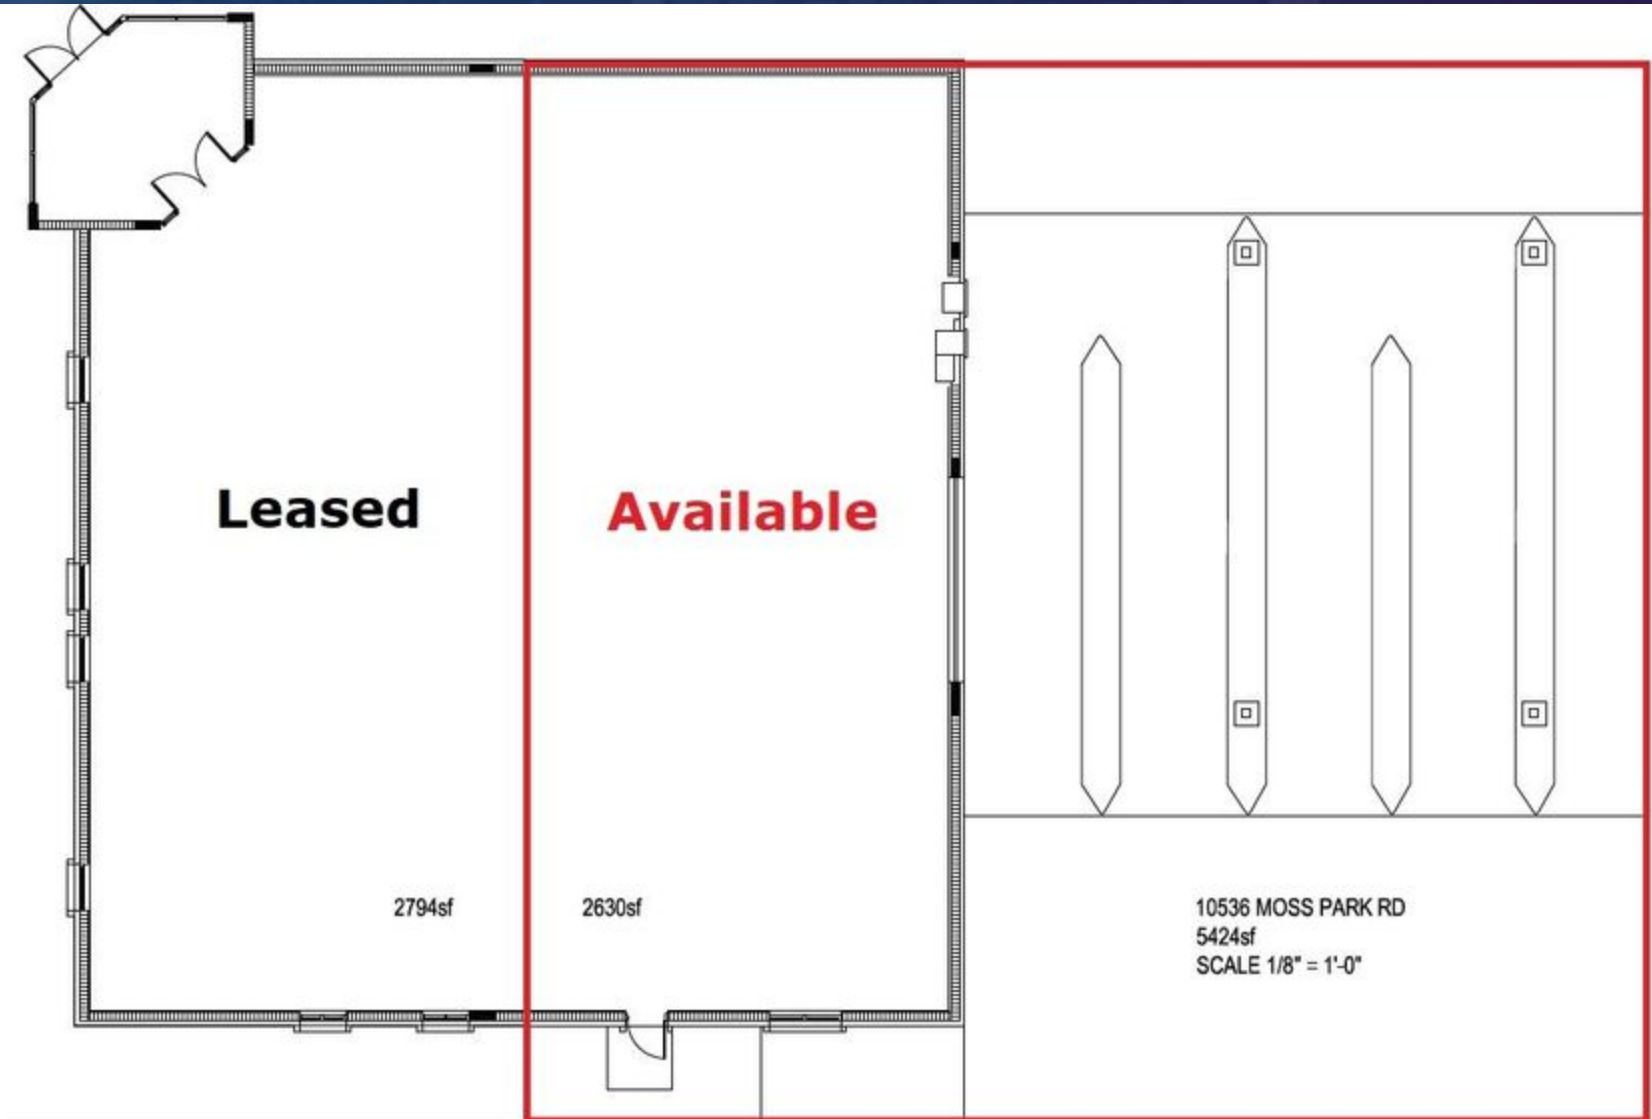 Leased
Available
2794sf
2630sf
10536 MOSS PARK RD
5424sf
SCALE 1/8" = 1'-0"